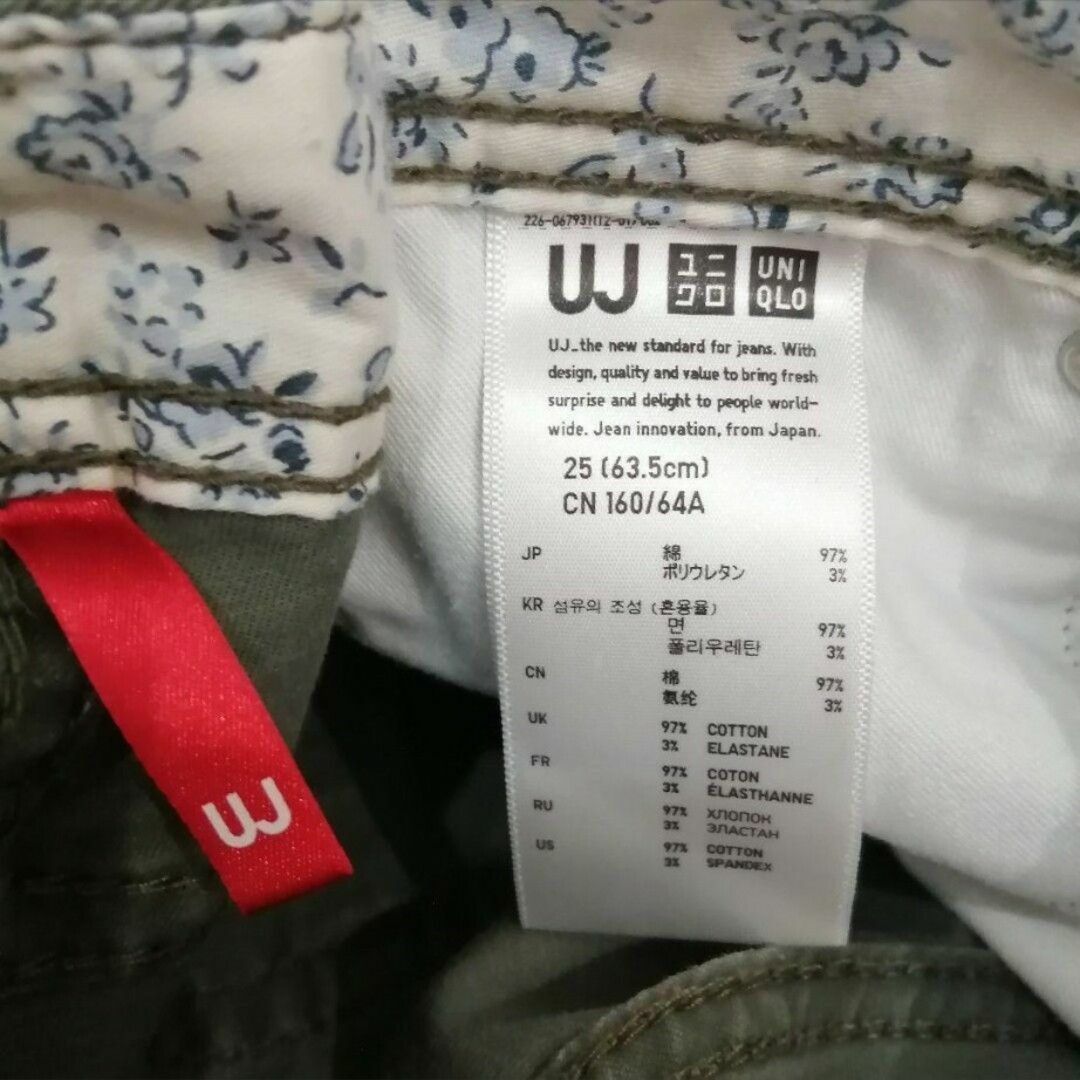 UJ ユニクロ UNIQLO
UJ_the new standard for jeans. With
design, quality and value to bring fresh
surprise and delight to people world-
wide. Jean innovation, from Japan.
25 (63.5cm)
CN 160/64A
JP 綿 97%
ポリウレタン 3%
KR 섬유의 조성 (혼용율)
면 97%
폴리우레탄 3%
CN 棉 97%
氨纶 3%
UK 97% COTTON
3% ELASTANE
FR 97% COTON
3% ÉLASTHANNE
RU 97% ХЛОПОК
3% ЭЛАСТАН
US 97% COTTON
3% SPANDEX
UJ